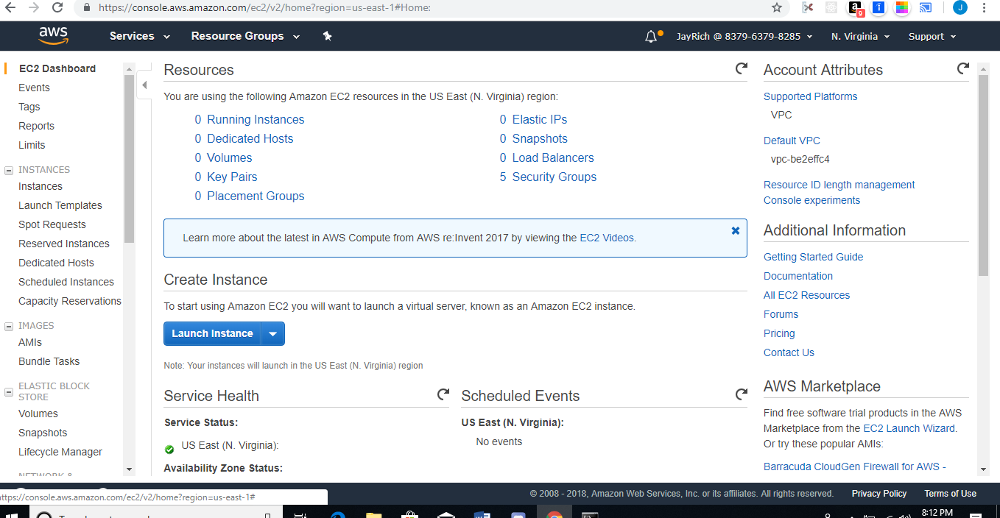 https://console.aws.amazon.com/ec2/v2/home?region=us-east-1#Home:
9
J
aws
Services
Resource Groups
JayRich @ 8379-6379-8285
N. Virginia
Support
EC2 Dashboard
Events
Tags
Reports
Limits
INSTANCES
Instances
Launch Templates
Spot Requests
Reserved Instances
Dedicated Hosts
Scheduled Instances
Capacity Reservations
IMAGES
AMIs
Bundle Tasks
ELASTIC BLOCK
STORE
Volumes
Snapshots
Lifecycle Manager
NETWORK &
Resources
You are using the following Amazon EC2 resources in the US East (N. Virginia) region:
0 Running Instances
0 Elastic IPs
0 Dedicated Hosts
0 Snapshots
0 Volumes
0 Load Balancers
0 Key Pairs
5 Security Groups
0 Placement Groups
Learn more about the latest in AWS Compute from AWS re:Invent 2017 by viewing the EC2 Videos.
Create Instance
To start using Amazon EC2 you will want to launch a virtual server, known as an Amazon EC2 instance.
Launch Instance
Note: Your instances will launch in the US East (N. Virginia) region
Service Health
Service Status:
US East (N. Virginia):
Availability Zone Status:
Scheduled Events
US East (N. Virginia):
No events
Account Attributes
Supported Platforms
VPC
Default VPC
vpc-be2effc4
Resource ID length management
Console experiments
Additional Information
Getting Started Guide
Documentation
All EC2 Resources
Forums
Pricing
Contact Us
AWS Marketplace
Find free software trial products in the AWS
Marketplace from the EC2 Launch Wizard.
Or try these popular AMIs:
Barracuda CloudGen Firewall for AWS -
© 2008 - 2018, Amazon Web Services, Inc. or its affiliates. All rights reserved.
Privacy Policy
Terms of Use
https://console.aws.amazon.com/ec2/v2/home?region=us-east-1#
8:12 PM